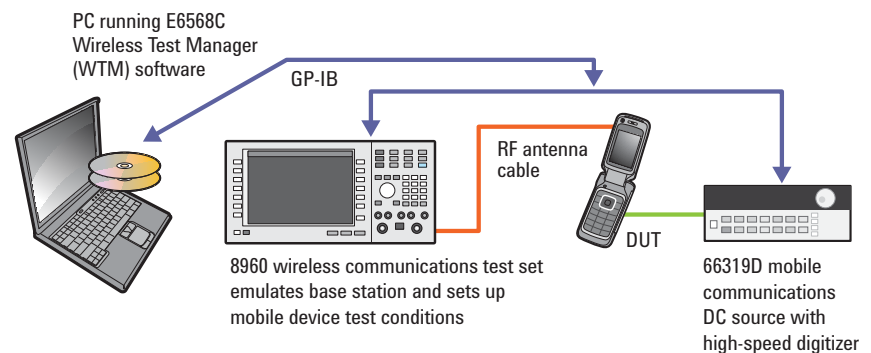 PC running E6568C
Wireless Test Manager
(WTM) software
GP-IB
RF antenna
cable
DUT
8960 wireless communications test set
emulates base station and sets up
mobile device test conditions
66319D mobile
communications
DC source with
high-speed digitizer